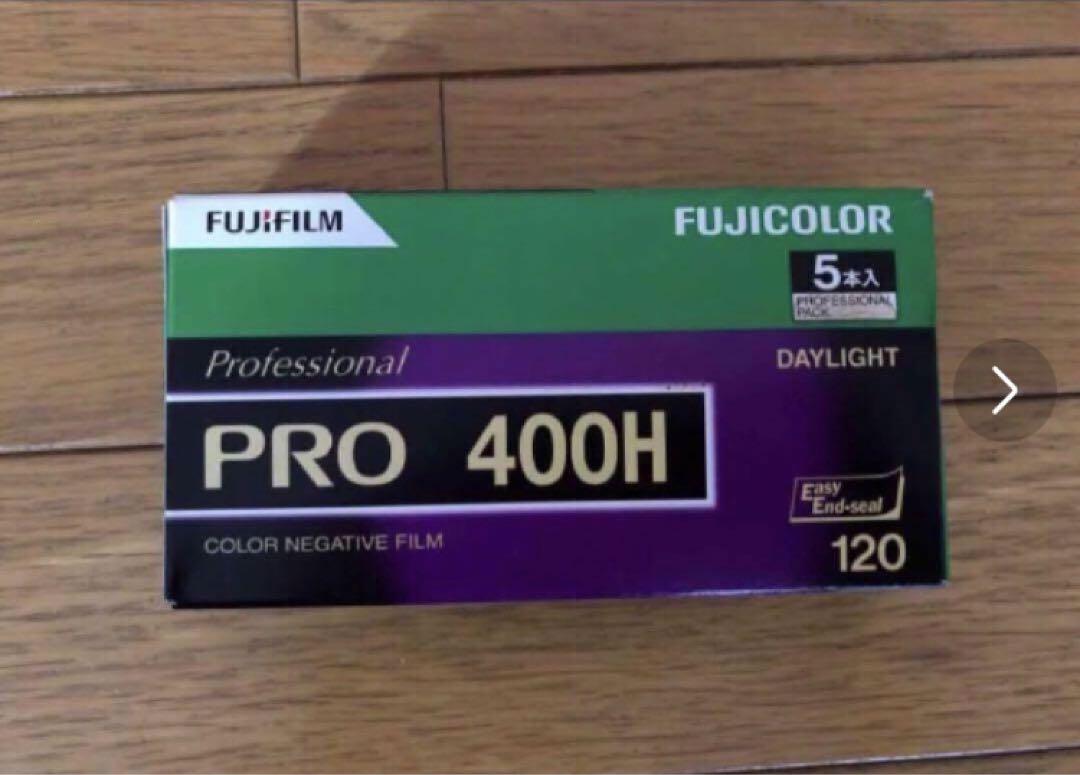 FUJIFILM
FUJICOLOR
5本入
PROFESSIONAL
PACK
Professional
DAYLIGHT
PRO 400H
Easy
End-seal
COLOR NEGATIVE FILM
120